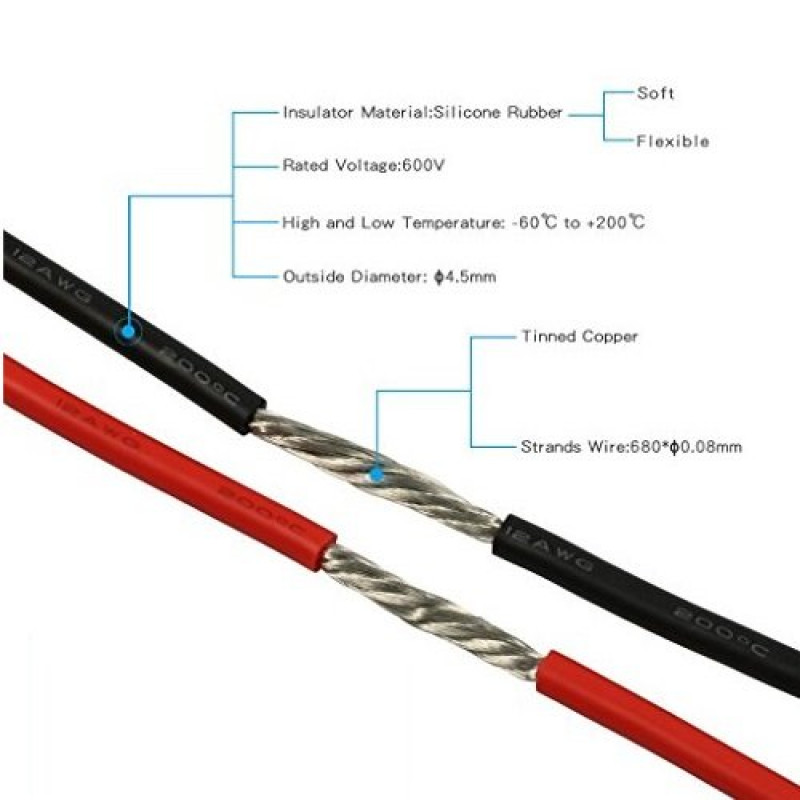 Soft
Insulator Material:Silicone Rubber
Flexible
Rated Voltage:600V
High and Low Temperature: -60℃ to +200℃
Outside Diameter: ϕ4.5mm
12AWG
200°C
Tinned Copper
Strands Wire:680*ϕ0.08mm
12AWG
200°C
12AWG
200°C